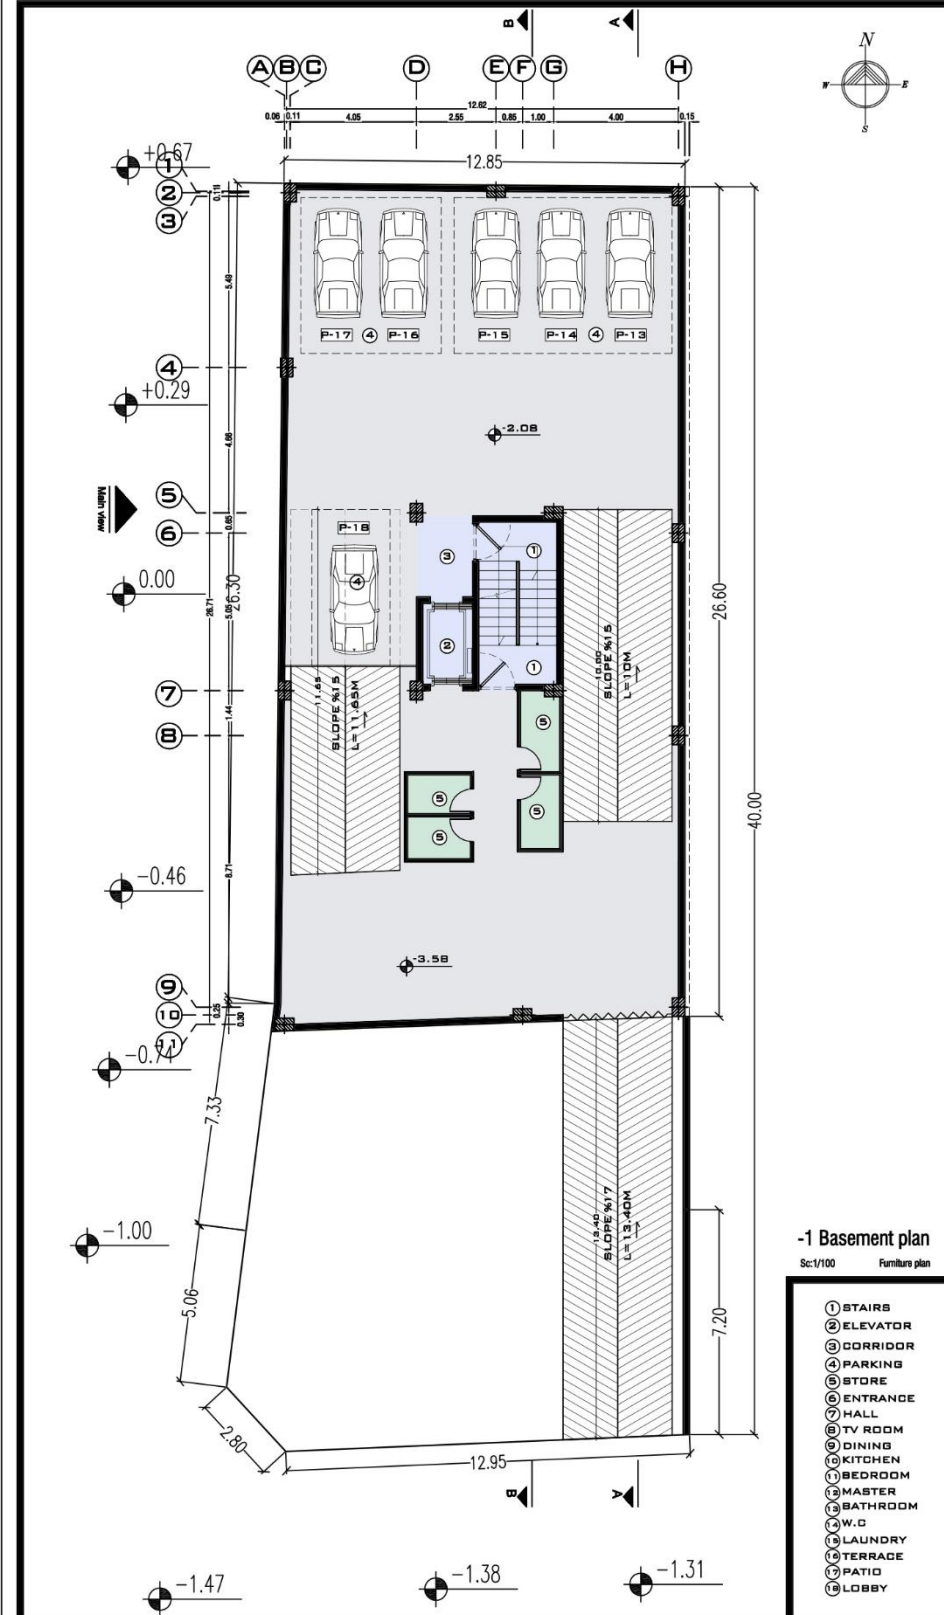 B A
N
W E
S
A B C D E F G H
12.62
0.06 0.11 4.05 2.55 0.85 1.00 4.00 0.15
12.85
+0.67
1
2
3
0.11
5.49
P-17 4 P-16 P-15 P-14 4 P-13
4
+0.29
-2.08
4.66
Main view
5
0.65
6
P-18
3
1
0.00
4
26.71
5.05
26.30
26.60
2
1
10.00
SLOPE %15
L=10M
11.65
SLOPE %15
L=11.65M
7
1.44
8
5
5
5
5
40.00
-0.46
8.71
-3.58
9
10
11
0.25
0.30
-0.74
7.33
-1.00
5.06
13.40
SLOPE %17
L=13.40M
7.20
2.80
12.95
B A
-1.47
-1.38
-1.31
-1 Basement plan
Sc:1/100 Furniture plan
1 STAIRS
2 ELEVATOR
3 CORRIDOR
4 PARKING
5 STORE
6 ENTRANCE
7 HALL
8 TV ROOM
9 DINING
10 KITCHEN
11 BEDROOM
12 MASTER
13 BATHROOM
14 W.C
15 LAUNDRY
16 TERRACE
17 PATIO
18 LOBBY